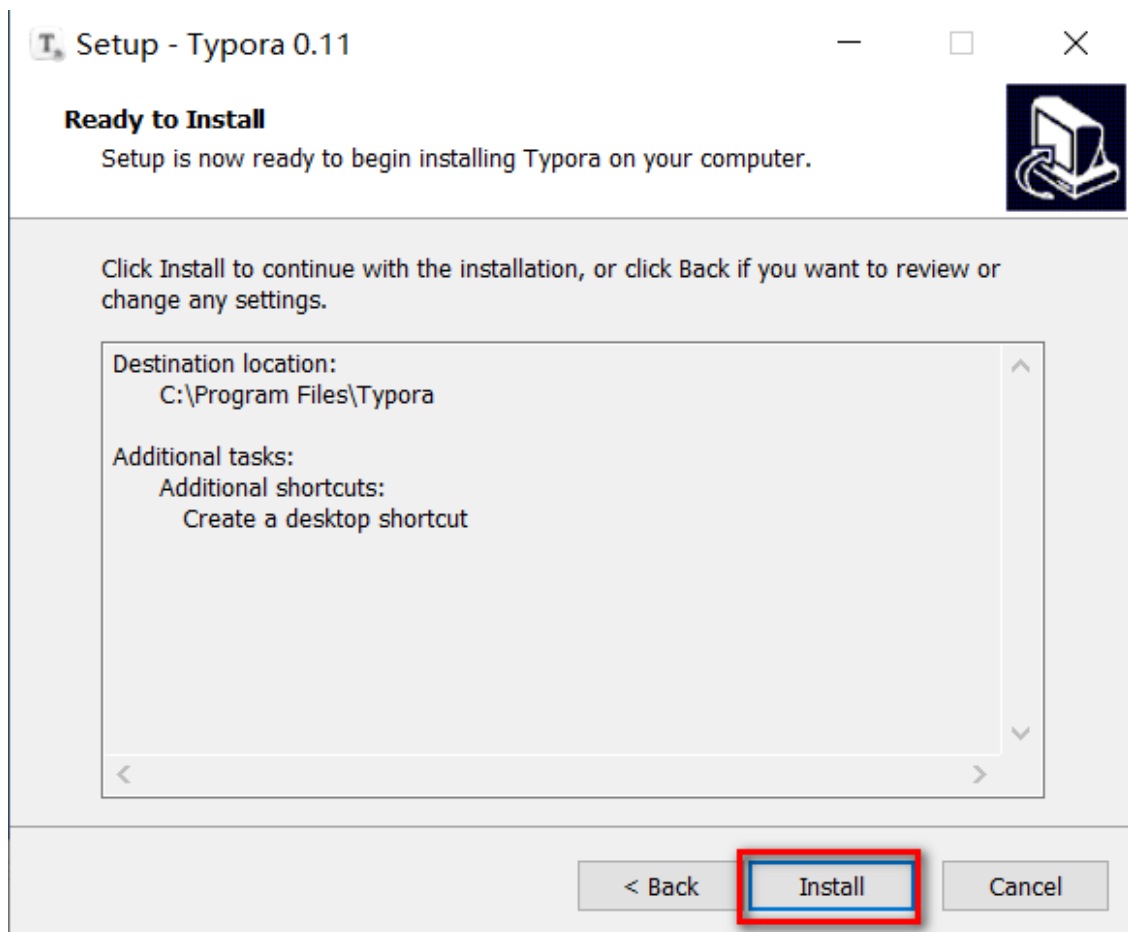 Setup - Typora 0.11
Ready to Install
Setup is now ready to begin installing Typora on your computer.
Click Install to continue with the installation, or click Back if you want to review or
change any settings.
Destination location:
C:\Program Files\Typora
Additional tasks:
Additional shortcuts:
Create a desktop shortcut
< Back
Install
Cancel